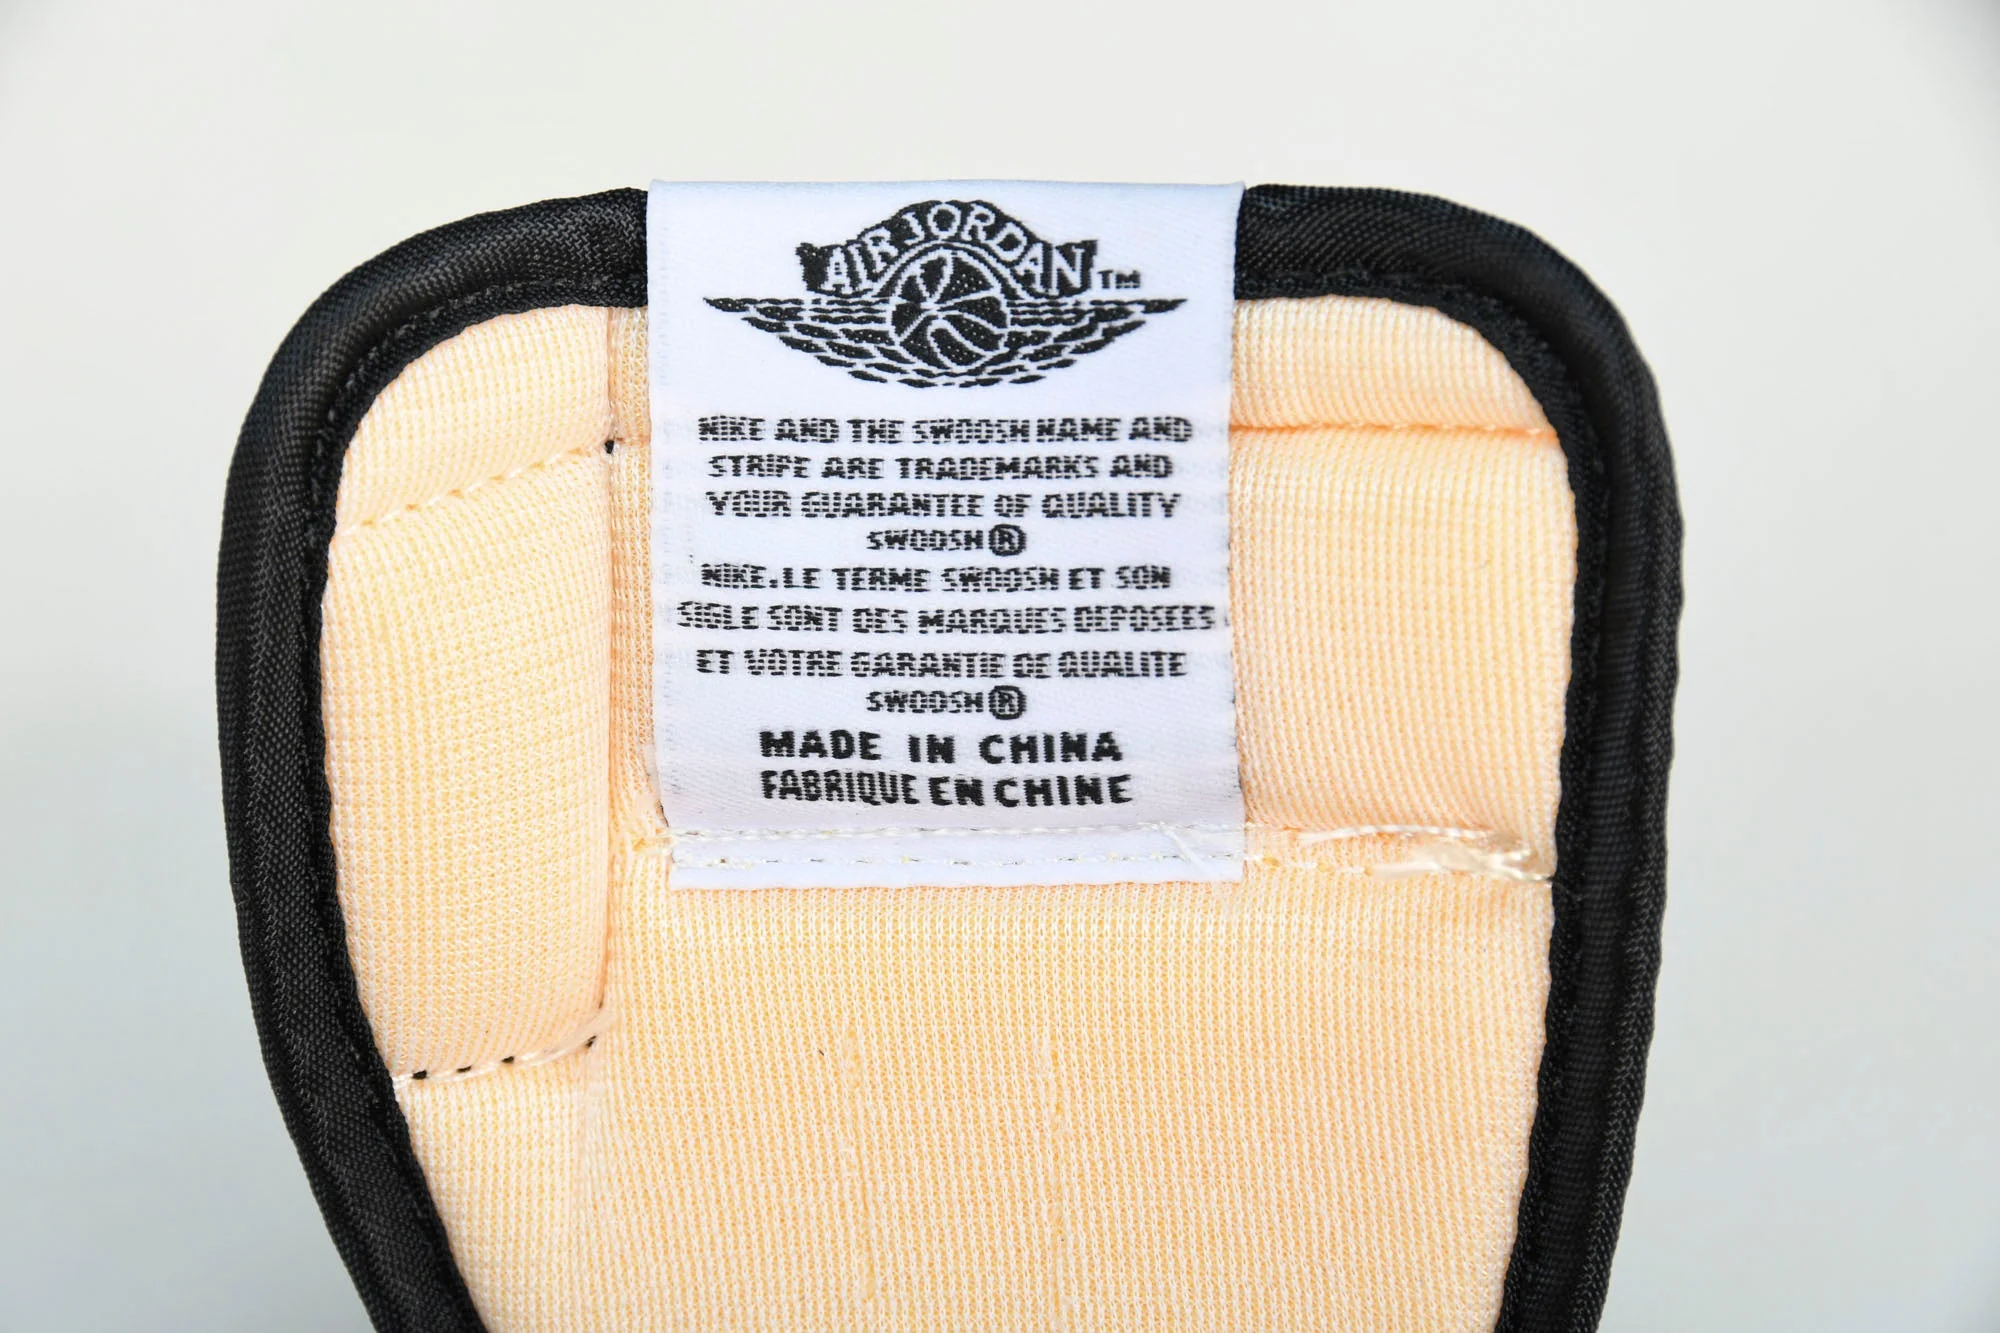 AIR JORDAN™
NIKE AND THE SWOOSH NAME AND
STRIPE ARE TRADEMARKS AND
YOUR GUARANTEE OF QUALITY
SWOOSH®
NIKE.LE TERME SWOOSH ET SON
SIGLE SONT DES MARQUES DEPOSEES
ET VOTRE GARANTIE DE QUALITE
SWOOSH®
MADE IN CHINA
FABRIQUE EN CHINE